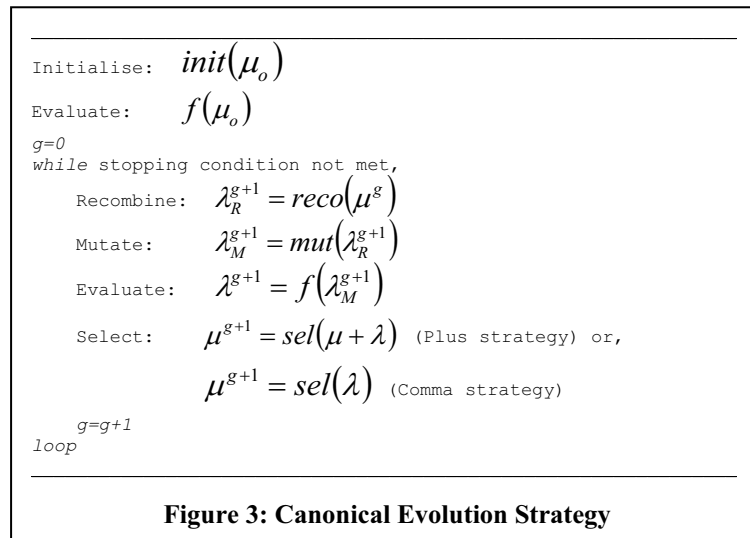 Initialise: init(μ_o)
Evaluate: f(μ_o)
g=0
while stopping condition not met,
Recombine: λ_R^{g+1} = reco(μ^g)
Mutate: λ_M^{g+1} = mut(λ_R^{g+1})
Evaluate: λ^{g+1} = f(λ_M^{g+1})
Select: μ^{g+1} = sel(μ + λ) (Plus strategy) or,
μ^{g+1} = sel(λ) (Comma strategy)
g=g+1
loop
Figure 3: Canonical Evolution Strategy